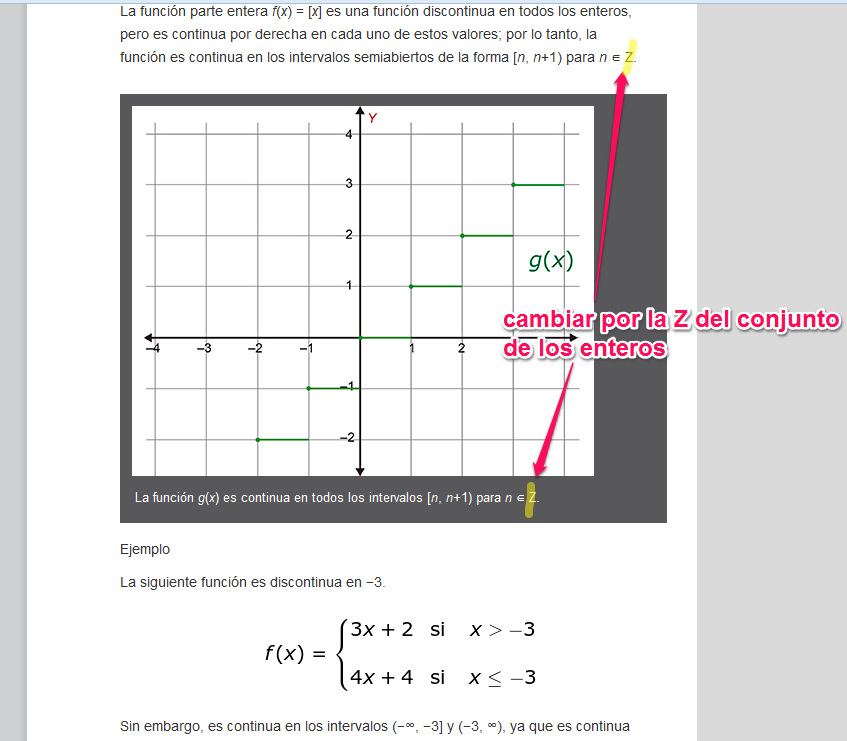 La función parte entera f(x) = [x] es una función discontinua en todos los enteros,
pero es continua por derecha en cada uno de estos valores; por lo tanto, la
función es continua en los intervalos semiabiertos de la forma [n, n+1) para n ∈ Z.
Y
4
3
2
g(x)
1
cambiar por la Z del conjunto
−4 −3 −2 −1 1 2
de los enteros
−1
−2
La función g(x) es continua en todos los intervalos [n, n+1) para n ∈ Z.
Ejemplo
La siguiente función es discontinua en −3.
3x + 2 si x > −3
f(x) =
4x + 4 si x ≤ −3
Sin embargo, es continua en los intervalos (−∞, −3] y (−3, ∞), ya que es continua